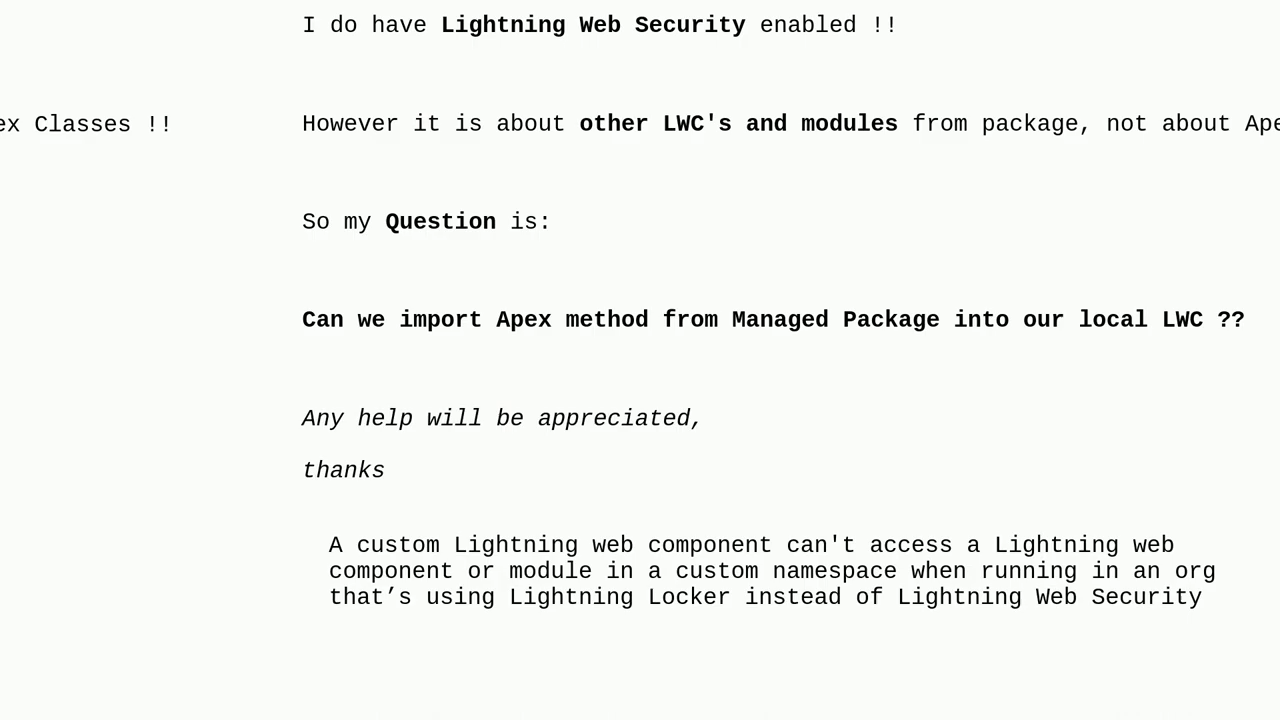 I do have Lightning Web Security enabled !!
ex Classes !!
However it is about other LWC's and modules from package, not about Ape
So my Question is:
Can we import Apex method from Managed Package into our local LWC ??
Any help will be appreciated,
thanks
A custom Lightning web component can't access a Lightning web
component or module in a custom namespace when running in an org
that’s using Lightning Locker instead of Lightning Web Security